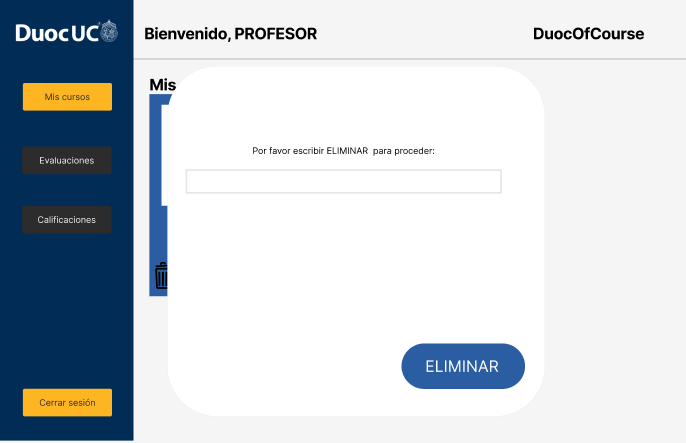 Duoc UC
Bienvenido, PROFESOR
DuocOfCourse
Mis cursos
Evaluaciones
Calificaciones
Cerrar sesión
Mis
Por favor escribir ELIMINAR para proceder:
ELIMINAR